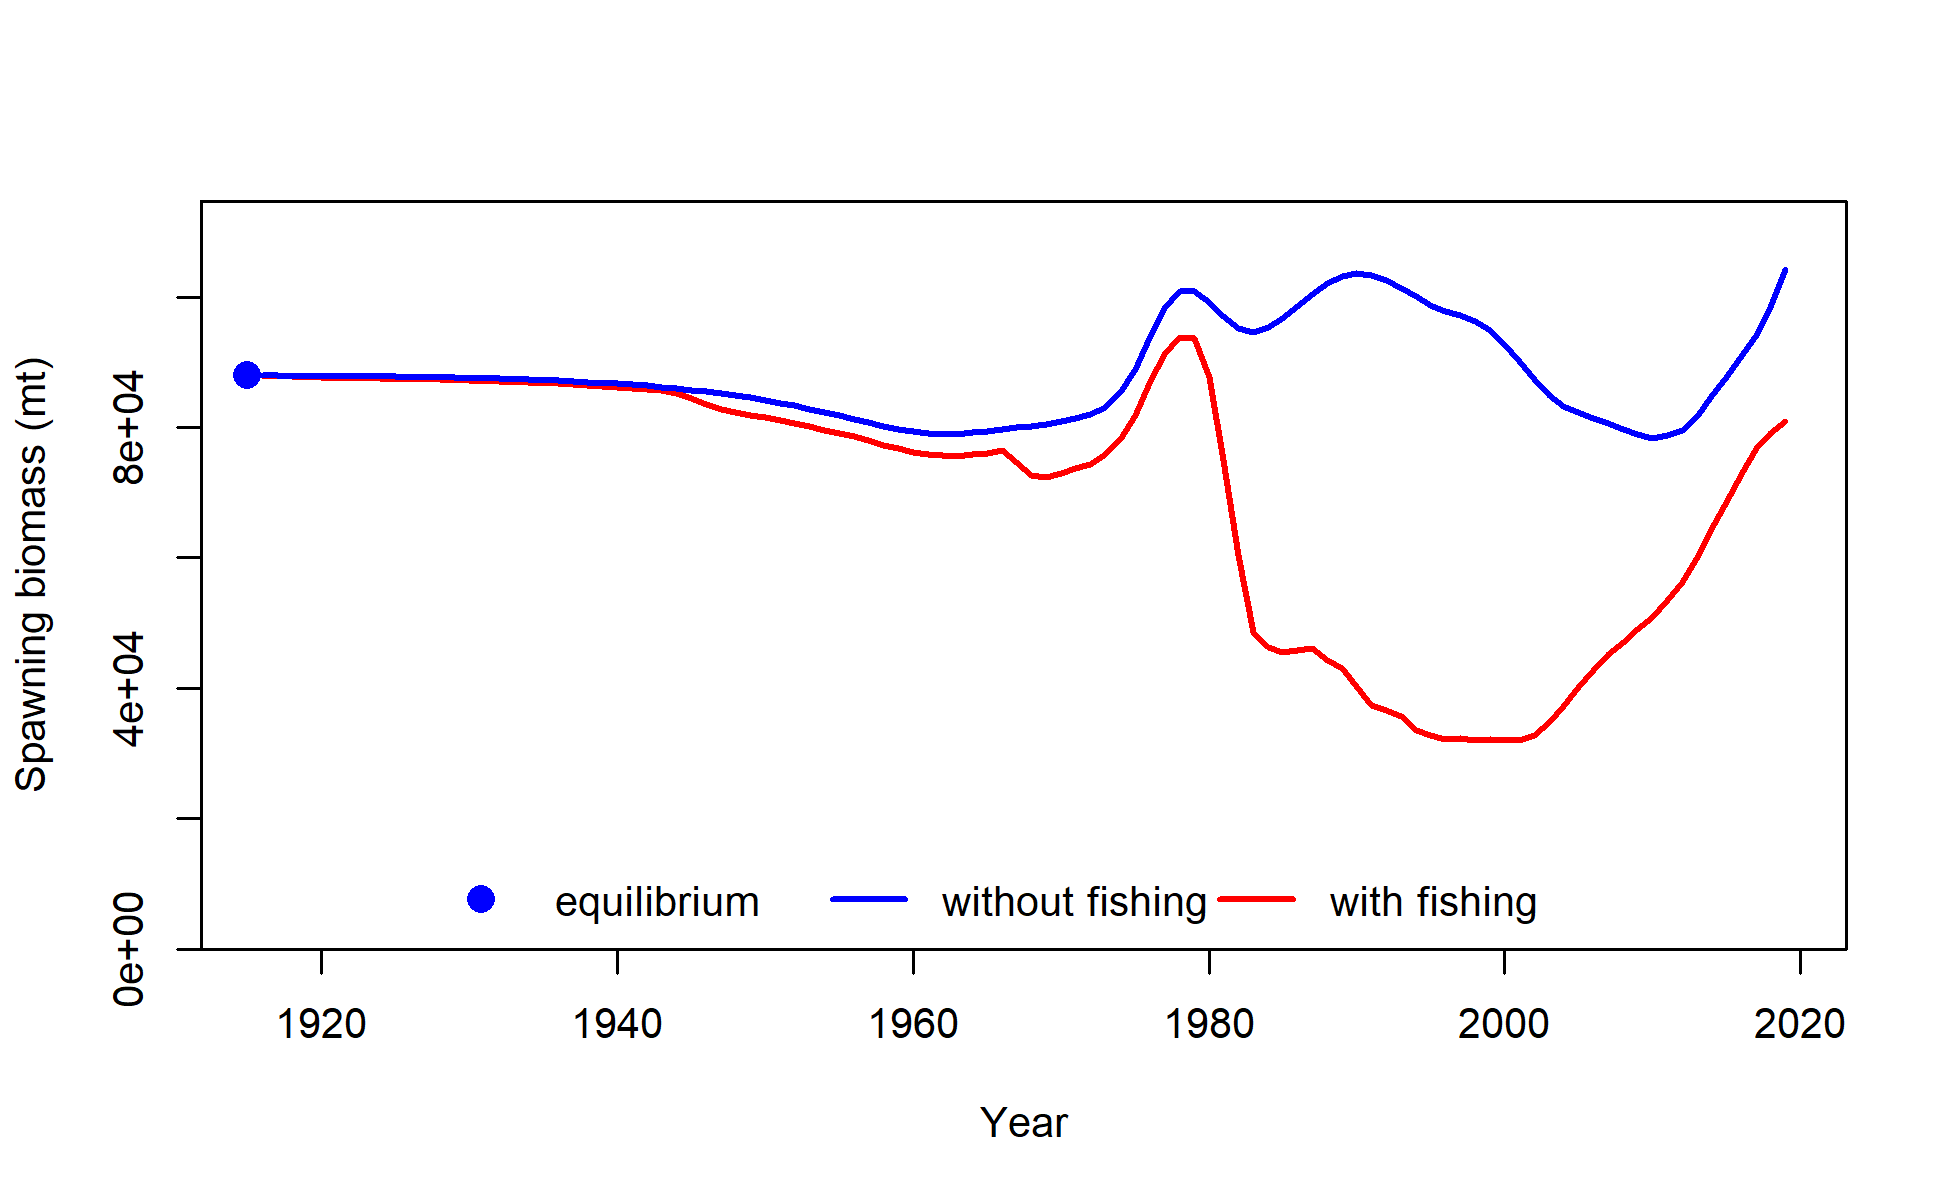 Spawning biomass (mt)
8e+04
4e+04
0e+00
equilibrium without fishing with fishing
1920 1940 1960 1980 2000 2020
Year